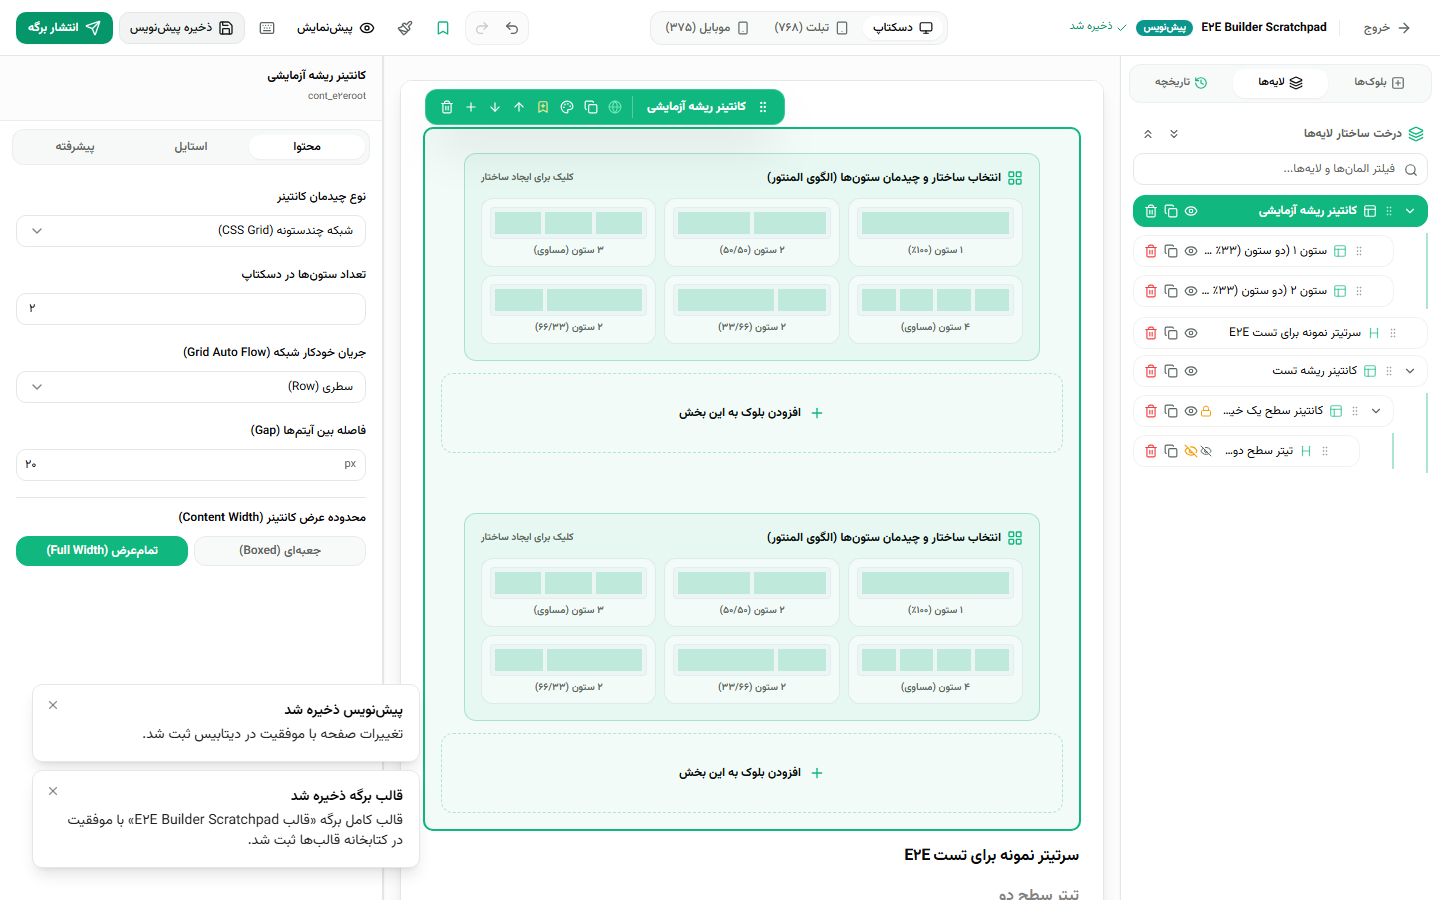 خروج
E۲E Builder Scratchpad
پیش‌نویس
ذخیره شد
دسکتاپ
تبلت (۷۶۸)
موبایل (۳۷۵)
پیش‌نمایش
ذخیره پیش‌نویس
انتشار برگه
بلوک‌ها
لایه‌ها
تاریخچه
درخت ساختار لایه‌ها
فیلتر المان‌ها و لایه‌ها...
کانتینر ریشه آزمایشی
ستون ۱ (دو ستون (۳۳٪ ...
ستون ۲ (دو ستون (۳۳٪ ...
سرتیتر نمونه برای تست E۲E
کانتینر ریشه تست
کانتینر سطح یک خی...
تیتر سطح دو...
کانتینر ریشه آزمایشی
انتخاب ساختار و چیدمان ستون‌ها (الگوی المنتور)
کلیک برای ایجاد ساختار
۱ ستون (۱۰۰٪)
۲ ستون (۵۰/۵۰)
۳ ستون (مساوی)
۴ ستون (مساوی)
۲ ستون (۳۳/۶۶)
۲ ستون (۶۶/۳۳)
افزودن بلوک به این بخش
انتخاب ساختار و چیدمان ستون‌ها (الگوی المنتور)
کلیک برای ایجاد ساختار
۱ ستون (۱۰۰٪)
۲ ستون (۵۰/۵۰)
۳ ستون (مساوی)
۴ ستون (مساوی)
۲ ستون (۳۳/۶۶)
۲ ستون (۶۶/۳۳)
افزودن بلوک به این بخش
سرتیتر نمونه برای تست E۲E
تیتر سطح دو
کانتینر ریشه آزمایشی
cont_e۲eroot
محتوا
استایل
پیشرفته
نوع چیدمان کانتینر
شبکه چندستونه (CSS Grid)
تعداد ستون‌ها در دسکتاپ
۲
جریان خودکار شبکه (Grid Auto Flow)
سطری (Row)
فاصله بین آیتم‌ها (Gap)
۲۰
px
محدوده عرض کانتینر (Content Width)
جعبه‌ای (Boxed)
تمام‌عرض (Full Width)
پیش‌نویس ذخیره شد
تغییرات صفحه با موفقیت در دیتابیس ثبت شد.
قالب برگه ذخیره شد
قالب کامل برگه «قالب E۲E Builder Scratchpad» با موفقیت
در کتابخانه قالب‌ها ثبت شد.